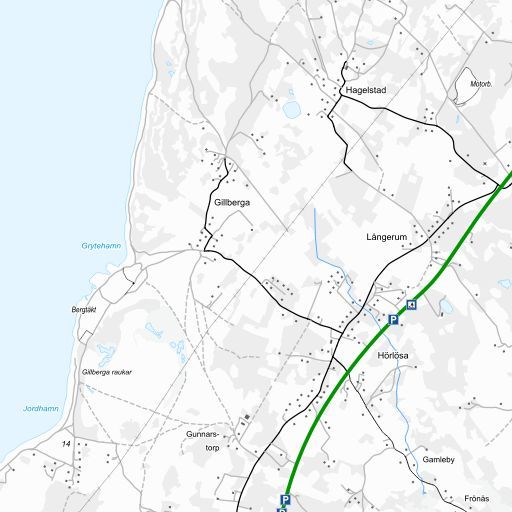 Motorb.
Hagelstad
Gillberga
Långerum
Grytehamn
Bergtäkt
P
Hörlösa
Gillberga raukar
Jordhamn
Gunnars-
torp
14
Gamleby
Frönäs
P
P